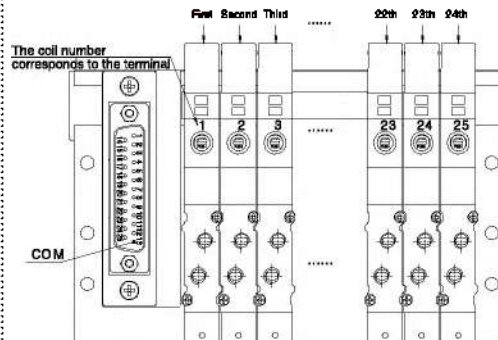 First Second Third ...... 22th 23th 24th
The coil number
corresponds to the terminal
1 2 3 ...... 23 24 25
COM
......